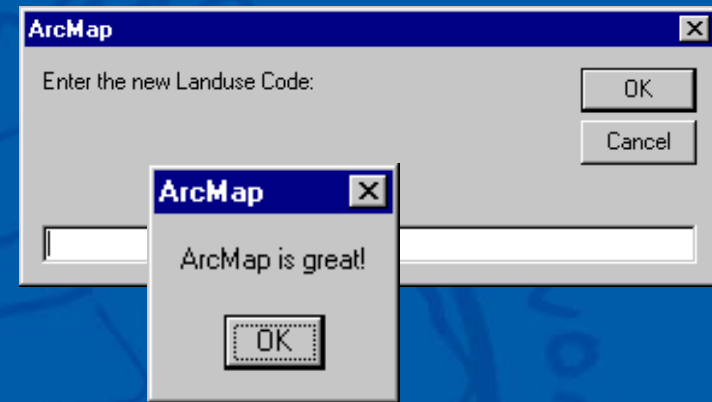 ArcMap
Enter the new Landuse Code:
OK
Cancel
ArcMap
ArcMap is great!
OK